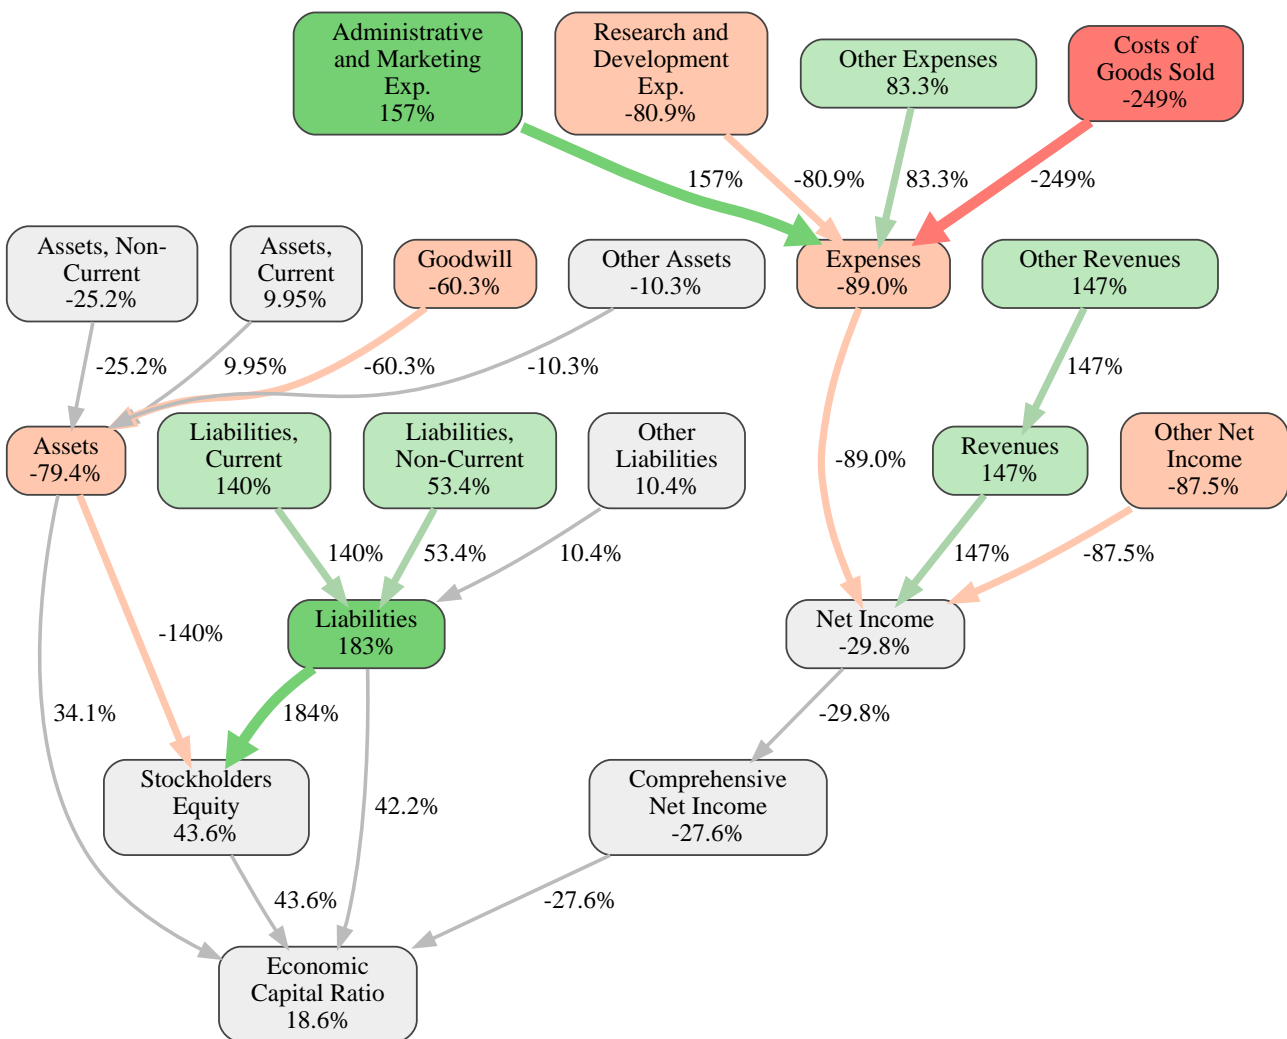 Administrative
and Marketing
Exp.
157%
Research and
Development
Exp.
-80.9%
Other Expenses
83.3%
Costs of
Goods Sold
-249%
157%
-80.9%
83.3%
-249%
Assets, Non-
Current
-25.2%
Assets,
Current
9.95%
Goodwill
-60.3%
Other Assets
-10.3%
Expenses
-89.0%
Other Revenues
147%
-25.2%
9.95%
-60.3%
-10.3%
147%
Assets
-79.4%
Liabilities,
Current
140%
Liabilities,
Non-Current
53.4%
Other
Liabilities
10.4%
-89.0%
Revenues
147%
Other Net
Income
-87.5%
140%
53.4%
10.4%
147%
-87.5%
-140%
Liabilities
183%
Net Income
-29.8%
34.1%
184%
-29.8%
Stockholders
Equity
43.6%
42.2%
Comprehensive
Net Income
-27.6%
43.6%
-27.6%
Economic
Capital Ratio
18.6%